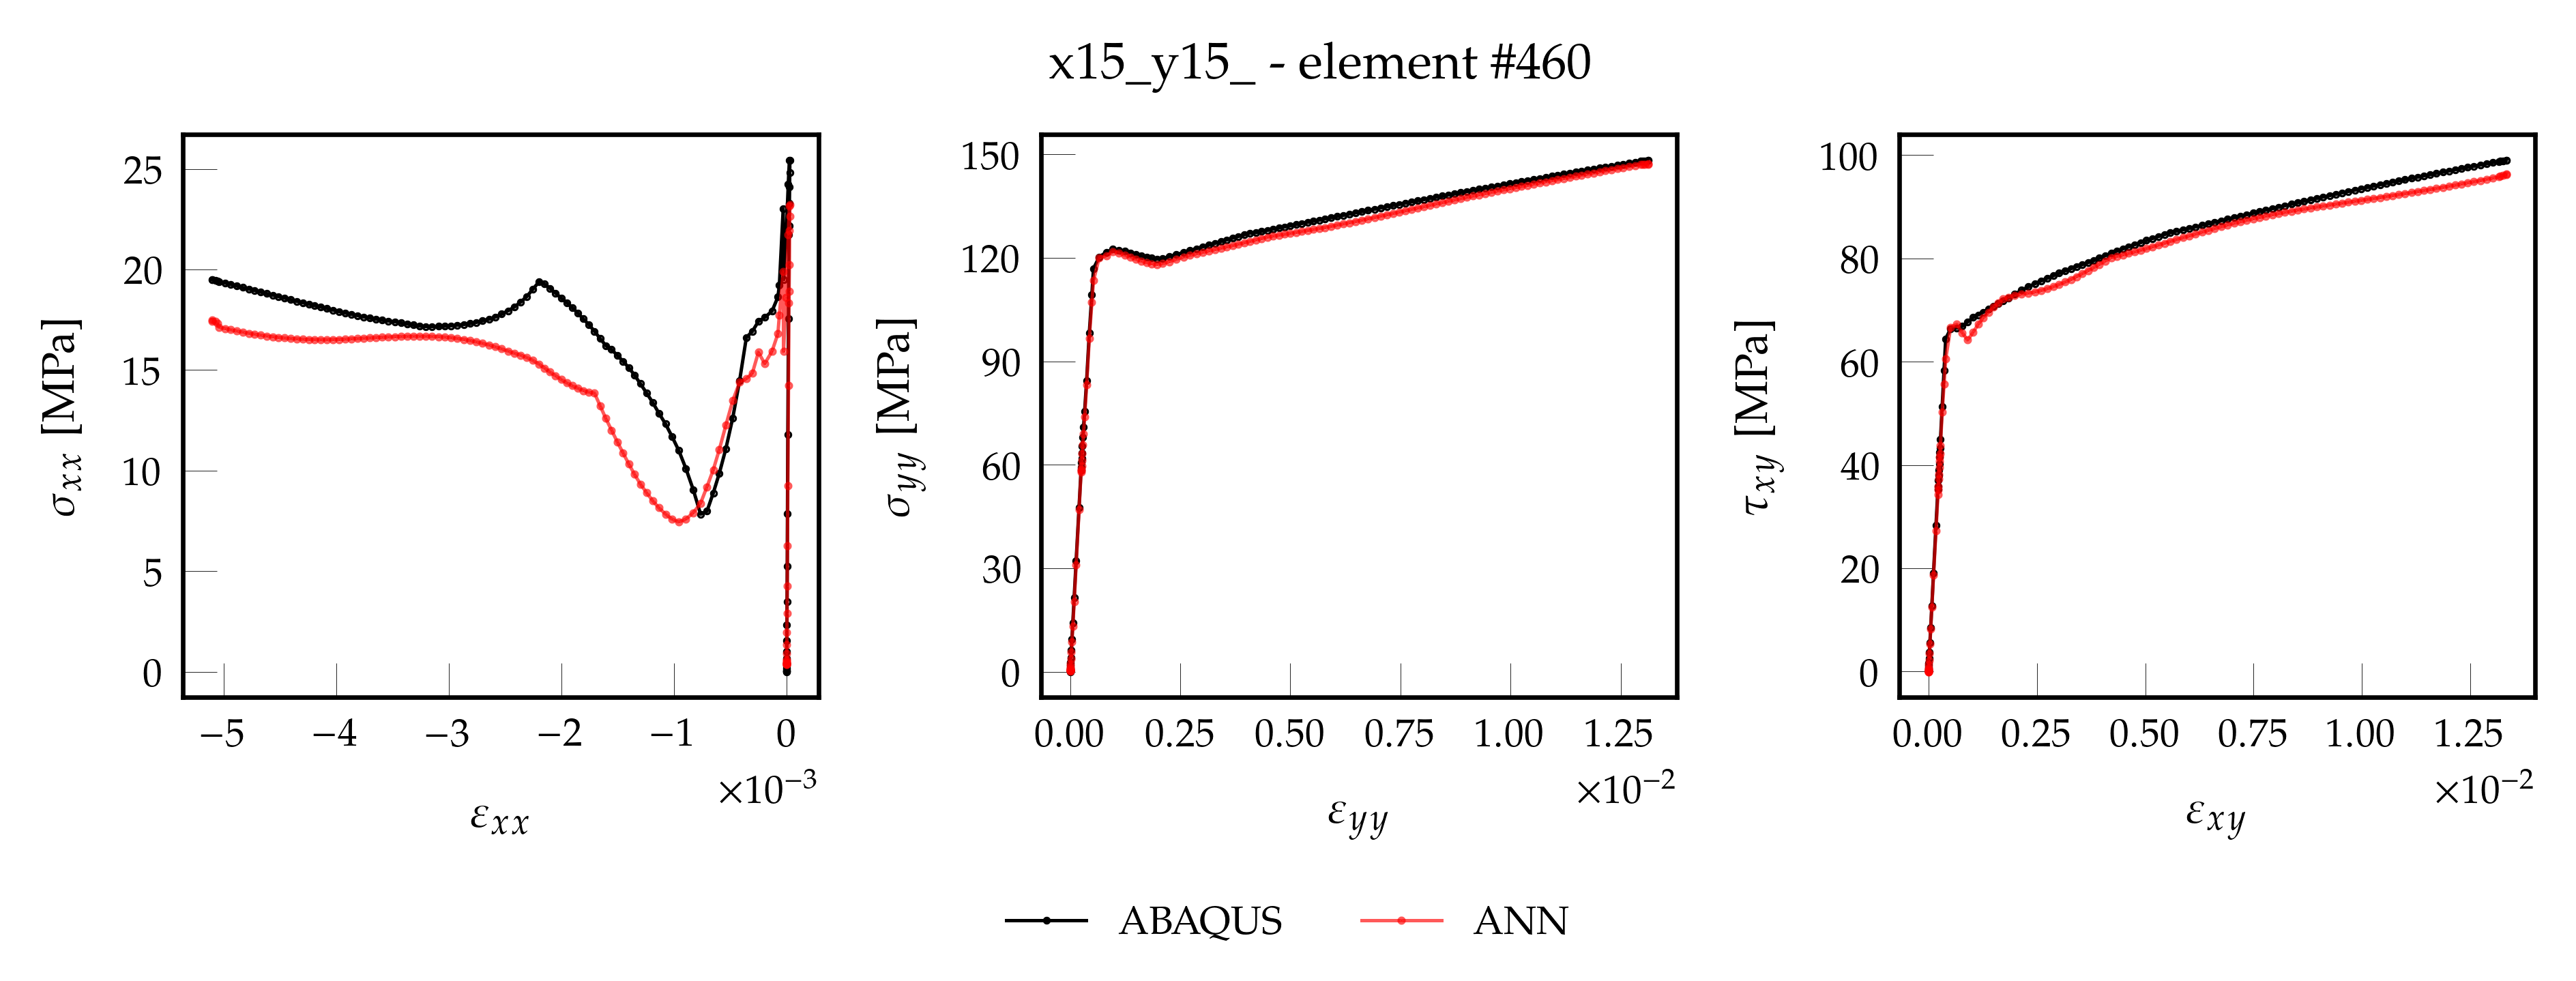 x15_y15_ - element #460
σxx [MPa]
25
20
15
10
5
0
−5 −4 −3 −2 −1 0
×10−3
εxx
σyy [MPa]
150
120
90
60
30
0
0.00 0.25 0.50 0.75 1.00 1.25
×10−2
εyy
τxy [MPa]
100
80
60
40
20
0
0.00 0.25 0.50 0.75 1.00 1.25
×10−2
εxy
ABAQUS ANN